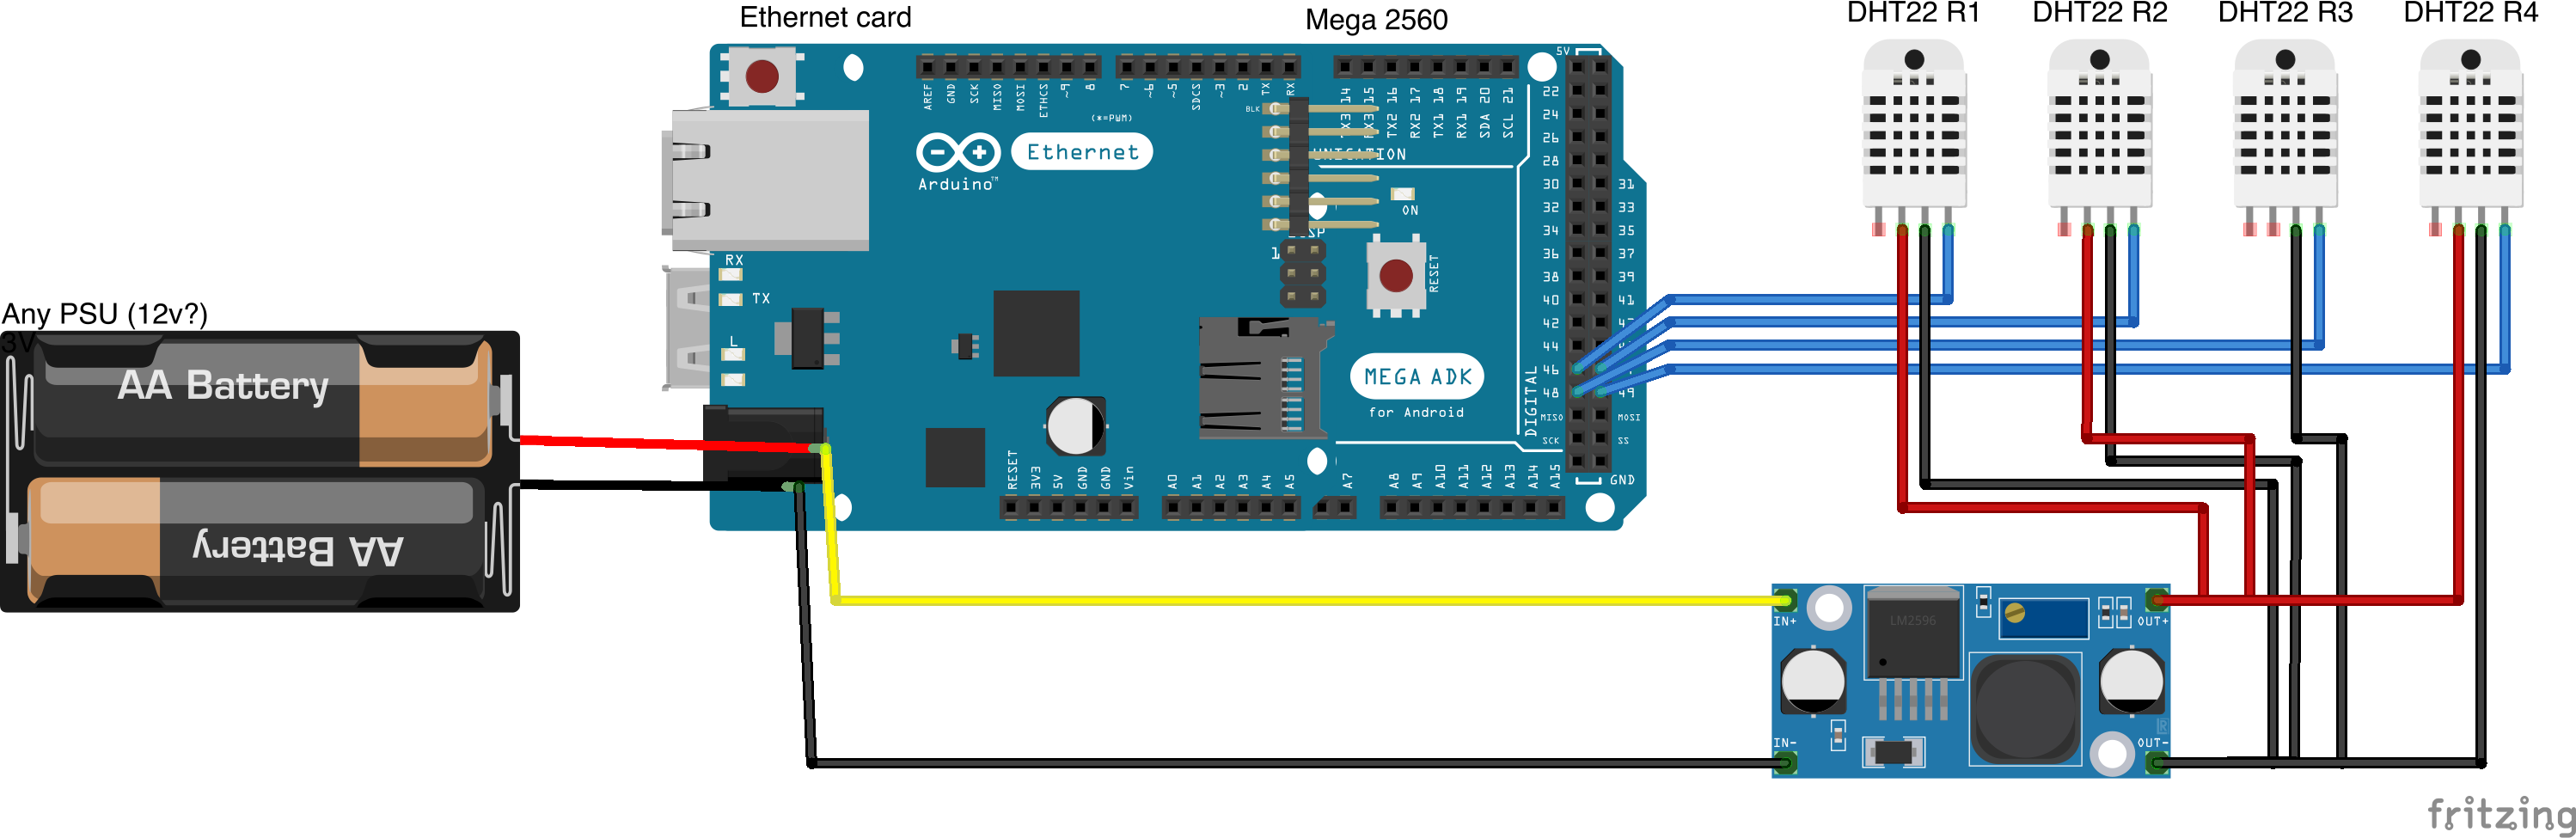 Ethernet card
Mega 2560
DHT22 R1
DHT22 R2
DHT22 R3
DHT22 R4
Any PSU (12v?)
3V
AA Battery
AA Battery
AREF
GND
SCK
MISO
MOSI
ETHCS
~9
8
7
~6
~5
SDCS
~3
2
TX
RX
(*=PWM)
BLK
Arduino™
Ethernet
TX3 14
RX3 15
TX2 16
RX2 17
TX1 18
RX1 19
SDA 20
SCL 21
UNICATION
5V
22
24
26
28
30 31
32 33
34 35
36 37
38 39
40 41
42
44
46
48 49
MISO MOSI
SCK SS
GND
DIGITAL
ON
RESET
1
RX
TX
L
MEGA ADK
for Android
RESET
3V3
5V
GND
GND
Vin
A0
A1
A2
A3
A4
A5
A7
A8
A9
A10
A11
A12
A13
A14
A15
IN+
IN-
LM2596
OUT+
OUT-
fritzing